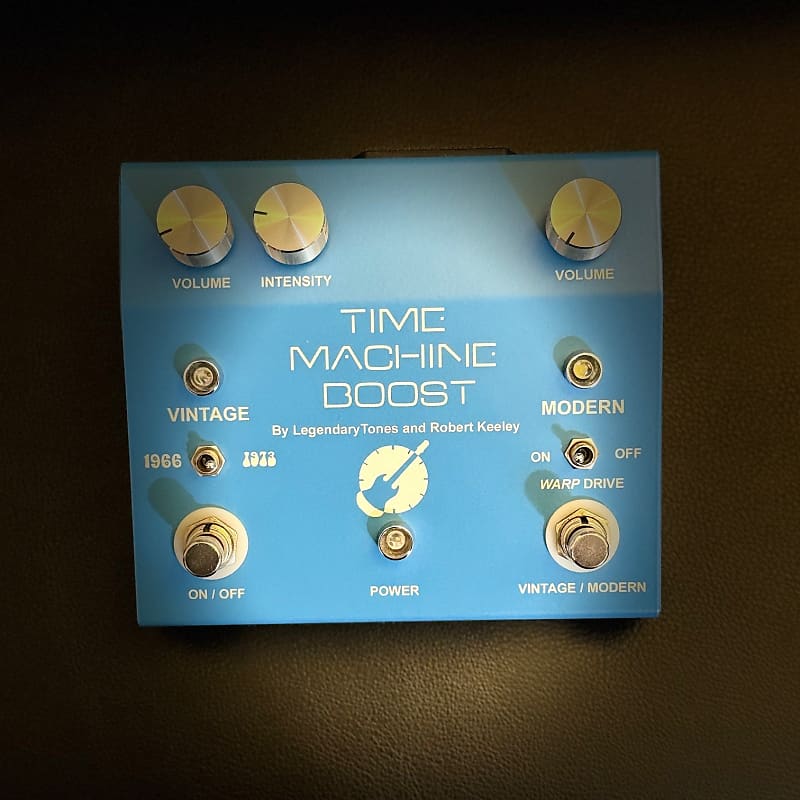 VOLUME INTENSITY VOLUME
TIME
MACHINE
BOOST
VINTAGE MODERN
By LegendaryTones and Robert Keeley
1966 1973 ON OFF
WARP DRIVE
ON / OFF POWER VINTAGE / MODERN